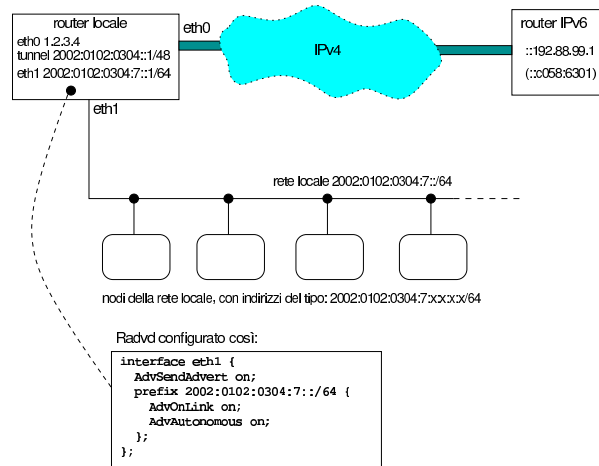 router locale
eth0 1.2.3.4
tunnel 2002:0102:0304::1/48
eth1 2002:0102:0304:7::1/64
eth0
IPv4
router IPv6
::192.88.99.1
(::c058:6301)
eth1
rete locale 2002:0102:0304:7::/64
nodi della rete locale, con indirizzi del tipo: 2002:0102:0304:7:x:x:x:x/64
Radvd configurato così:
interface eth1 {
  AdvSendAdvert on;
  prefix 2002:0102:0304:7::/64 {
    AdvOnLink on;
    AdvAutonomous on;
  };
};